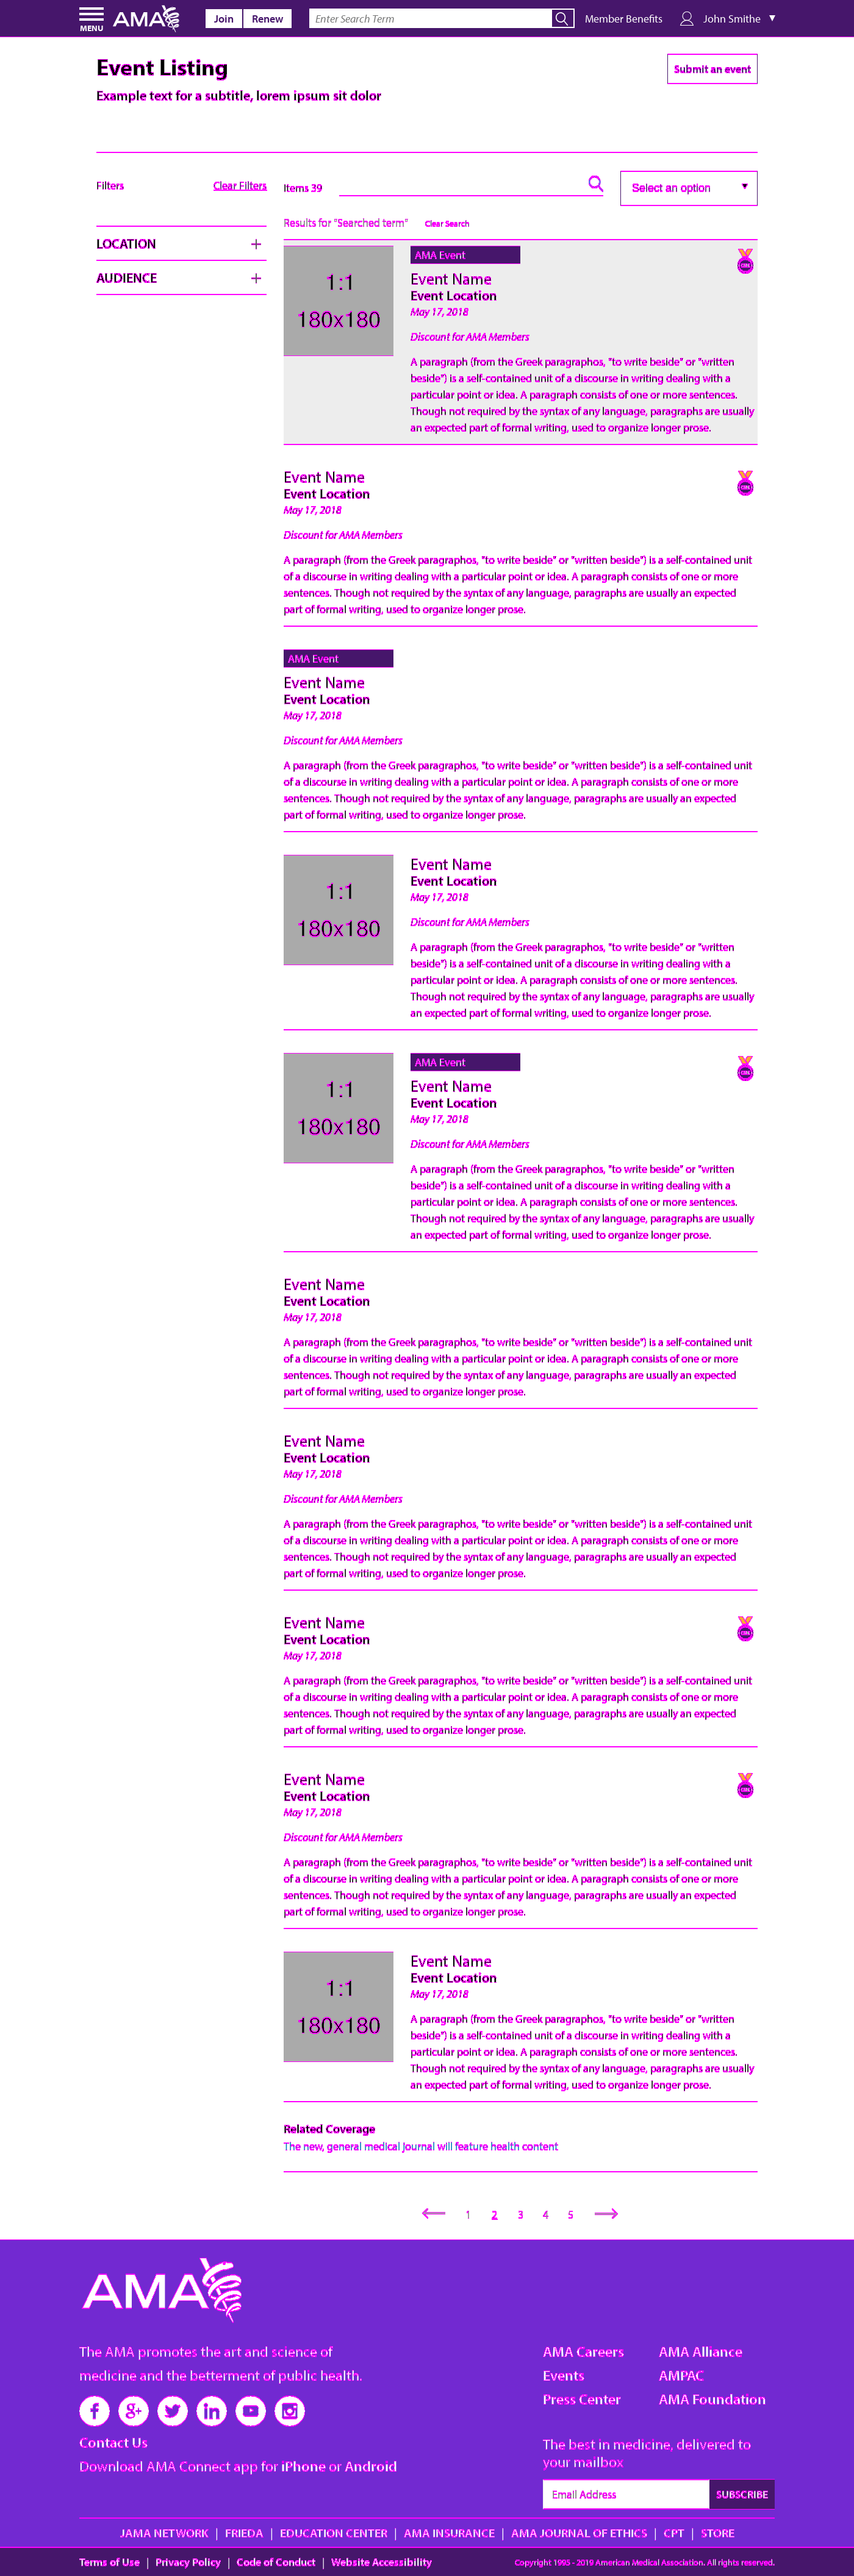 MENU
AMA
Join
Renew
Enter Search Term
Member Benefits
John Smithe
Event Listing
Submit an event
Example text for a subtitle, lorem ipsum sit dolor
Filters
Clear Filters
LOCATION
AUDIENCE
Items 39
Select an option
Results for "Searched term"
Clear Search
1:1
180x180
AMA Event
CME
Event Name
Event Location
May 17, 2018
Discount for AMA Members
A paragraph (from the Greek paragraphos, "to write beside" or "written
beside") is a self-contained unit of a discourse in writing dealing with a
particular point or idea. A paragraph consists of one or more sentences.
Though not required by the syntax of any language, paragraphs are usually
an expected part of formal writing, used to organize longer prose.
Event Name
CME
Event Location
May 17, 2018
Discount for AMA Members
A paragraph (from the Greek paragraphos, "to write beside" or "written beside") is a self-contained unit
of a discourse in writing dealing with a particular point or idea. A paragraph consists of one or more
sentences. Though not required by the syntax of any language, paragraphs are usually an expected
part of formal writing, used to organize longer prose.
AMA Event
Event Name
Event Location
May 17, 2018
Discount for AMA Members
A paragraph (from the Greek paragraphos, "to write beside" or "written beside") is a self-contained unit
of a discourse in writing dealing with a particular point or idea. A paragraph consists of one or more
sentences. Though not required by the syntax of any language, paragraphs are usually an expected
part of formal writing, used to organize longer prose.
1:1
180x180
Event Name
Event Location
May 17, 2018
Discount for AMA Members
A paragraph (from the Greek paragraphos, "to write beside" or "written
beside") is a self-contained unit of a discourse in writing dealing with a
particular point or idea. A paragraph consists of one or more sentences.
Though not required by the syntax of any language, paragraphs are usually
an expected part of formal writing, used to organize longer prose.
1:1
180x180
AMA Event
CME
Event Name
Event Location
May 17, 2018
Discount for AMA Members
A paragraph (from the Greek paragraphos, "to write beside" or "written
beside") is a self-contained unit of a discourse in writing dealing with a
particular point or idea. A paragraph consists of one or more sentences.
Though not required by the syntax of any language, paragraphs are usually
an expected part of formal writing, used to organize longer prose.
Event Name
Event Location
May 17, 2018
A paragraph (from the Greek paragraphos, "to write beside" or "written beside") is a self-contained unit
of a discourse in writing dealing with a particular point or idea. A paragraph consists of one or more
sentences. Though not required by the syntax of any language, paragraphs are usually an expected
part of formal writing, used to organize longer prose.
Event Name
Event Location
May 17, 2018
Discount for AMA Members
A paragraph (from the Greek paragraphos, "to write beside" or "written beside") is a self-contained unit
of a discourse in writing dealing with a particular point or idea. A paragraph consists of one or more
sentences. Though not required by the syntax of any language, paragraphs are usually an expected
part of formal writing, used to organize longer prose.
Event Name
CME
Event Location
May 17, 2018
A paragraph (from the Greek paragraphos, "to write beside" or "written beside") is a self-contained unit
of a discourse in writing dealing with a particular point or idea. A paragraph consists of one or more
sentences. Though not required by the syntax of any language, paragraphs are usually an expected
part of formal writing, used to organize longer prose.
Event Name
CME
Event Location
May 17, 2018
Discount for AMA Members
A paragraph (from the Greek paragraphos, "to write beside" or "written beside") is a self-contained unit
of a discourse in writing dealing with a particular point or idea. A paragraph consists of one or more
sentences. Though not required by the syntax of any language, paragraphs are usually an expected
part of formal writing, used to organize longer prose.
1:1
180x180
Event Name
Event Location
May 17, 2018
A paragraph (from the Greek paragraphos, "to write beside" or "written
beside") is a self-contained unit of a discourse in writing dealing with a
particular point or idea. A paragraph consists of one or more sentences.
Though not required by the syntax of any language, paragraphs are usually
an expected part of formal writing, used to organize longer prose.
Related Coverage
The new, general medical journal will feature health content
1 2 3 4 5
AMA
The AMA promotes the art and science of
medicine and the betterment of public health.
Contact Us
Download AMA Connect app for iPhone or Android
AMA Careers
AMA Alliance
Events
AMPAC
Press Center
AMA Foundation
The best in medicine, delivered to
your mailbox
Email Address
SUBSCRIBE
JAMA NETWORK | FRIEDA | EDUCATION CENTER | AMA INSURANCE | AMA JOURNAL OF ETHICS | CPT | STORE
Terms of Use | Privacy Policy | Code of Conduct | Website Accessibility
Copyright 1995 - 2019 American Medical Association. All rights reserved.